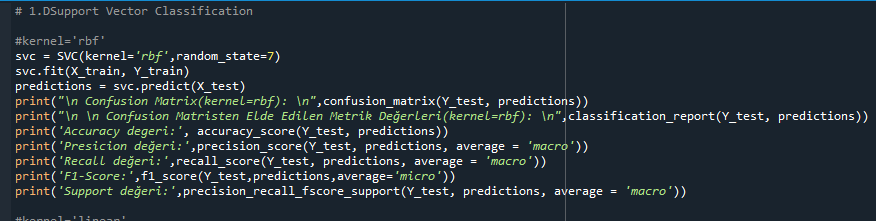 # 1.DSupport Vector Classification
#kernel='rbf'
svc = SVC(kernel='rbf',random_state=7)
svc.fit(X_train, Y_train)
predictions = svc.predict(X_test)
print("\n Confusion Matrix(kernel=rbf): \n",confusion_matrix(Y_test, predictions))
print("\n \n Confusion Matristen Elde Edilen Metrik Değerleri(kernel=rbf): \n",classification_report(Y_test, predictions))
print('Accuracy degeri:', accuracy_score(Y_test, predictions))
print('Presicion değeri:',precision_score(Y_test, predictions, average = 'macro'))
print('Recall değeri:',recall_score(Y_test, predictions, average = 'macro'))
print('F1-Score:',f1_score(Y_test,predictions,average='micro'))
print('Support değeri:',precision_recall_fscore_support(Y_test, predictions, average = 'macro'))
#kernel='linear'